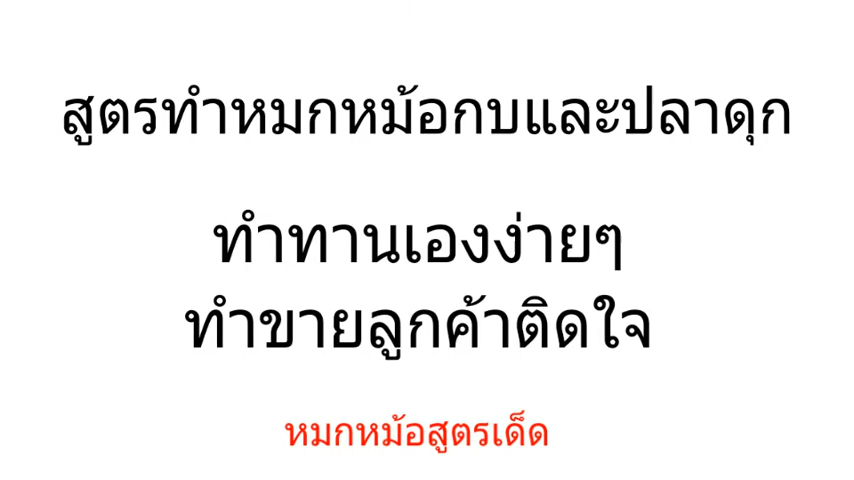 สูตรทำหมกหม้อกบและปลาดุก
ทำทานเองง่ายๆ
ทำขายลูกค้าติดใจ
หมกหม้อสูตรเด็ด